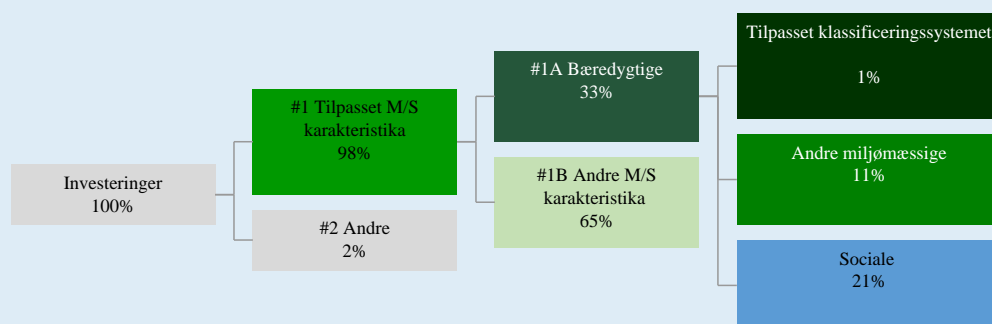 Investeringer
100%
#1 Tilpasset M/S
karakteristika
98%
#2 Andre
2%
#1A Bæredygtige
33%
#1B Andre M/S
karakteristika
65%
Tilpasset klassificeringssystemet
1%
Andre miljømæssige
11%
Sociale
21%